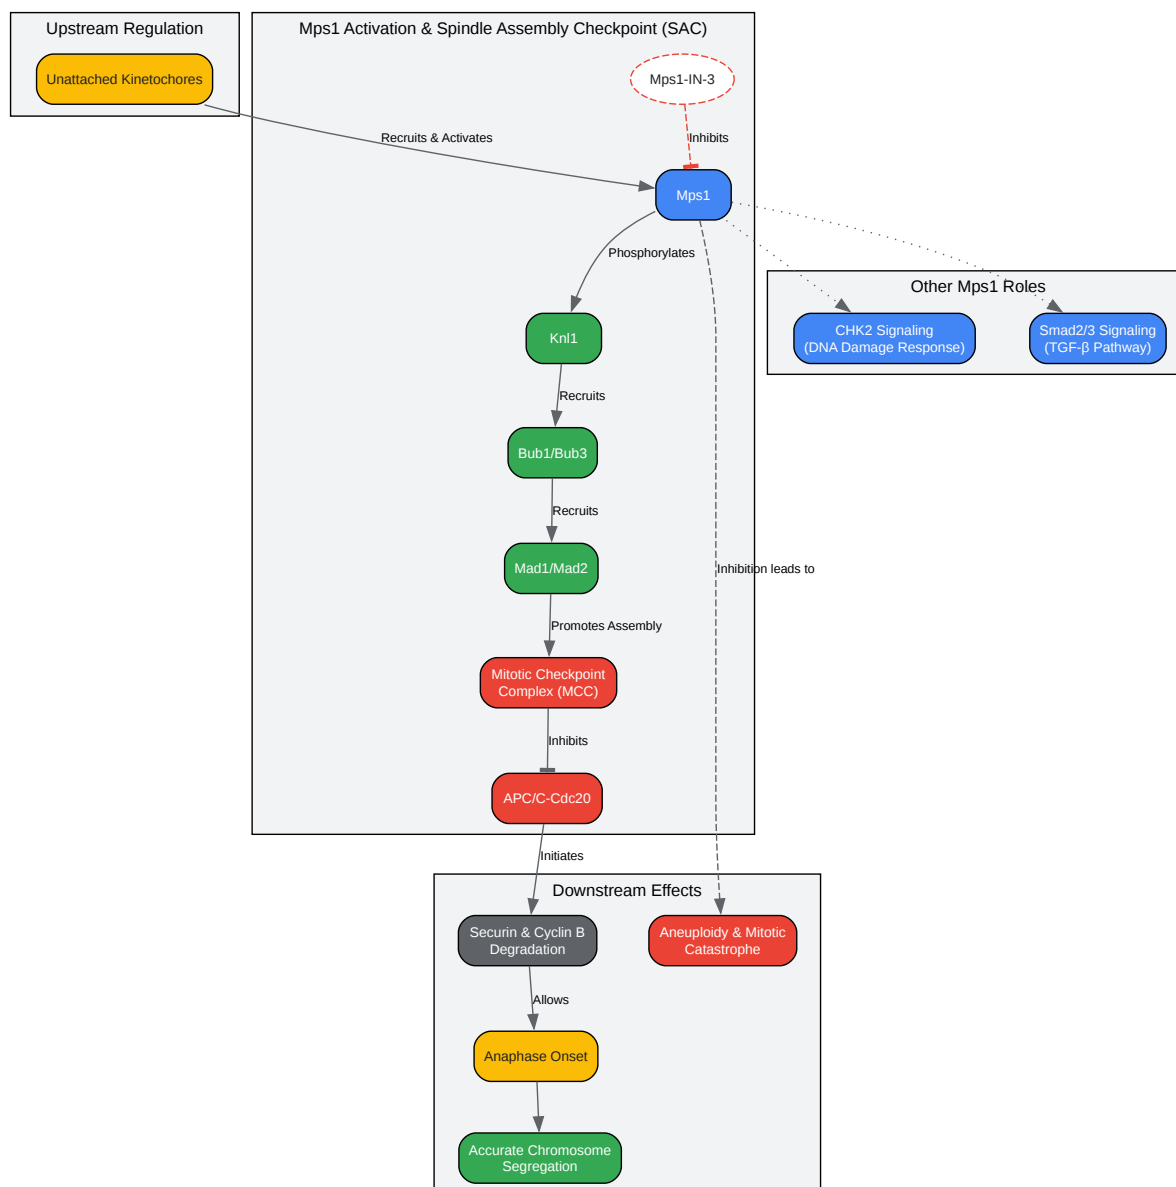 Upstream Regulation
Unattached Kinetochores
Mps1 Activation & Spindle Assembly Checkpoint (SAC)
Mps1-IN-3
Inhibits
Recruits & Activates
Mps1
Phosphorylates
Other Mps1 Roles
CHK2 Signaling
(DNA Damage Response)
Smad2/3 Signaling
(TGF-β Pathway)
Knl1
Recruits
Bub1/Bub3
Recruits
Mad1/Mad2
Inhibition leads to
Promotes Assembly
Mitotic Checkpoint
Complex (MCC)
Inhibits
APC/C-Cdc20
Initiates
Downstream Effects
Securin & Cyclin B
Degradation
Aneuploidy & Mitotic
Catastrophe
Allows
Anaphase Onset
Accurate Chromosome
Segregation